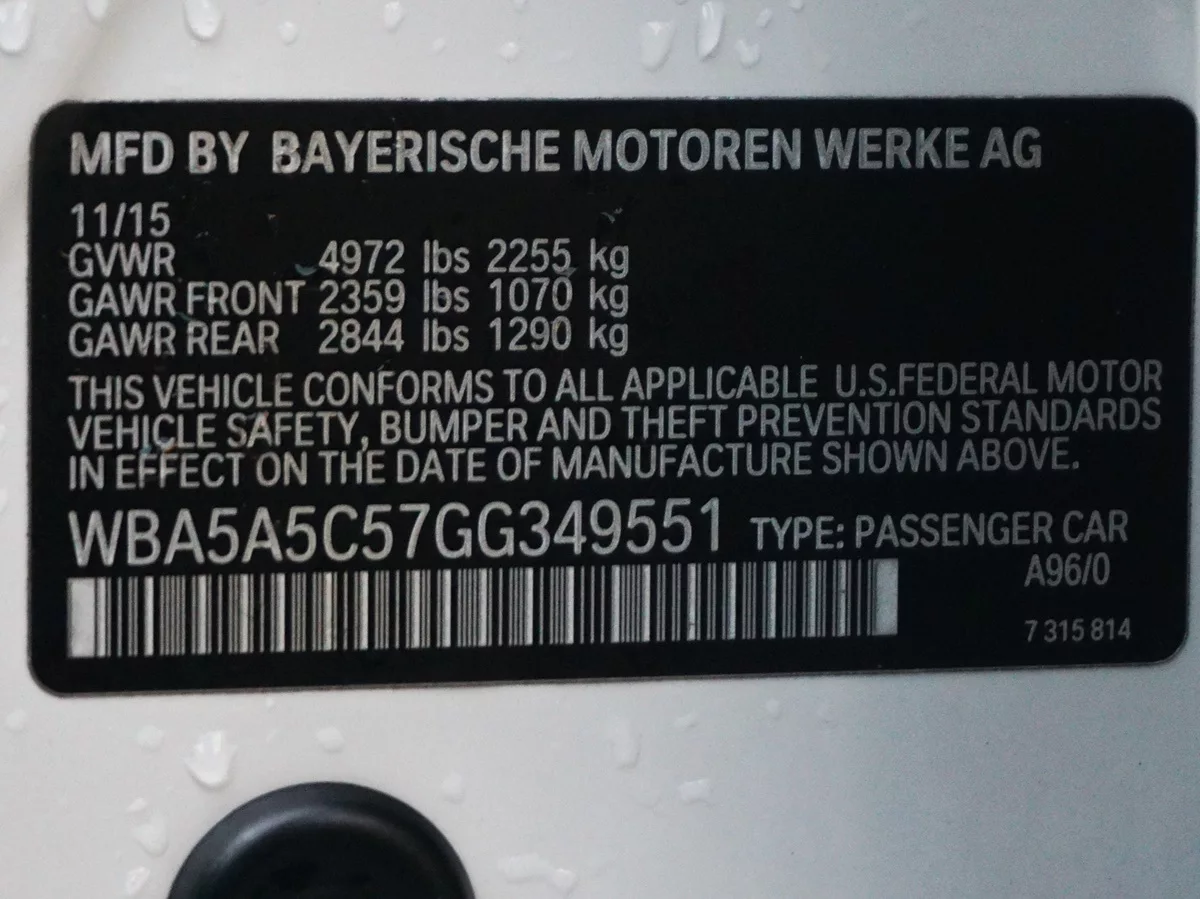 MFD BY BAYERISCHE MOTOREN WERKE AG
11/15
GVWR 4972 lbs 2255 kg
GAWR FRONT 2359 lbs 1070 kg
GAWR REAR 2844 lbs 1290 kg
THIS VEHICLE CONFORMS TO ALL APPLICABLE U.S.FEDERAL MOTOR
VEHICLE SAFETY, BUMPER AND THEFT PREVENTION STANDARDS
IN EFFECT ON THE DATE OF MANUFACTURE SHOWN ABOVE.
WBA5A5C57GG349551 TYPE: PASSENGER CAR
A96/0
7 315 814